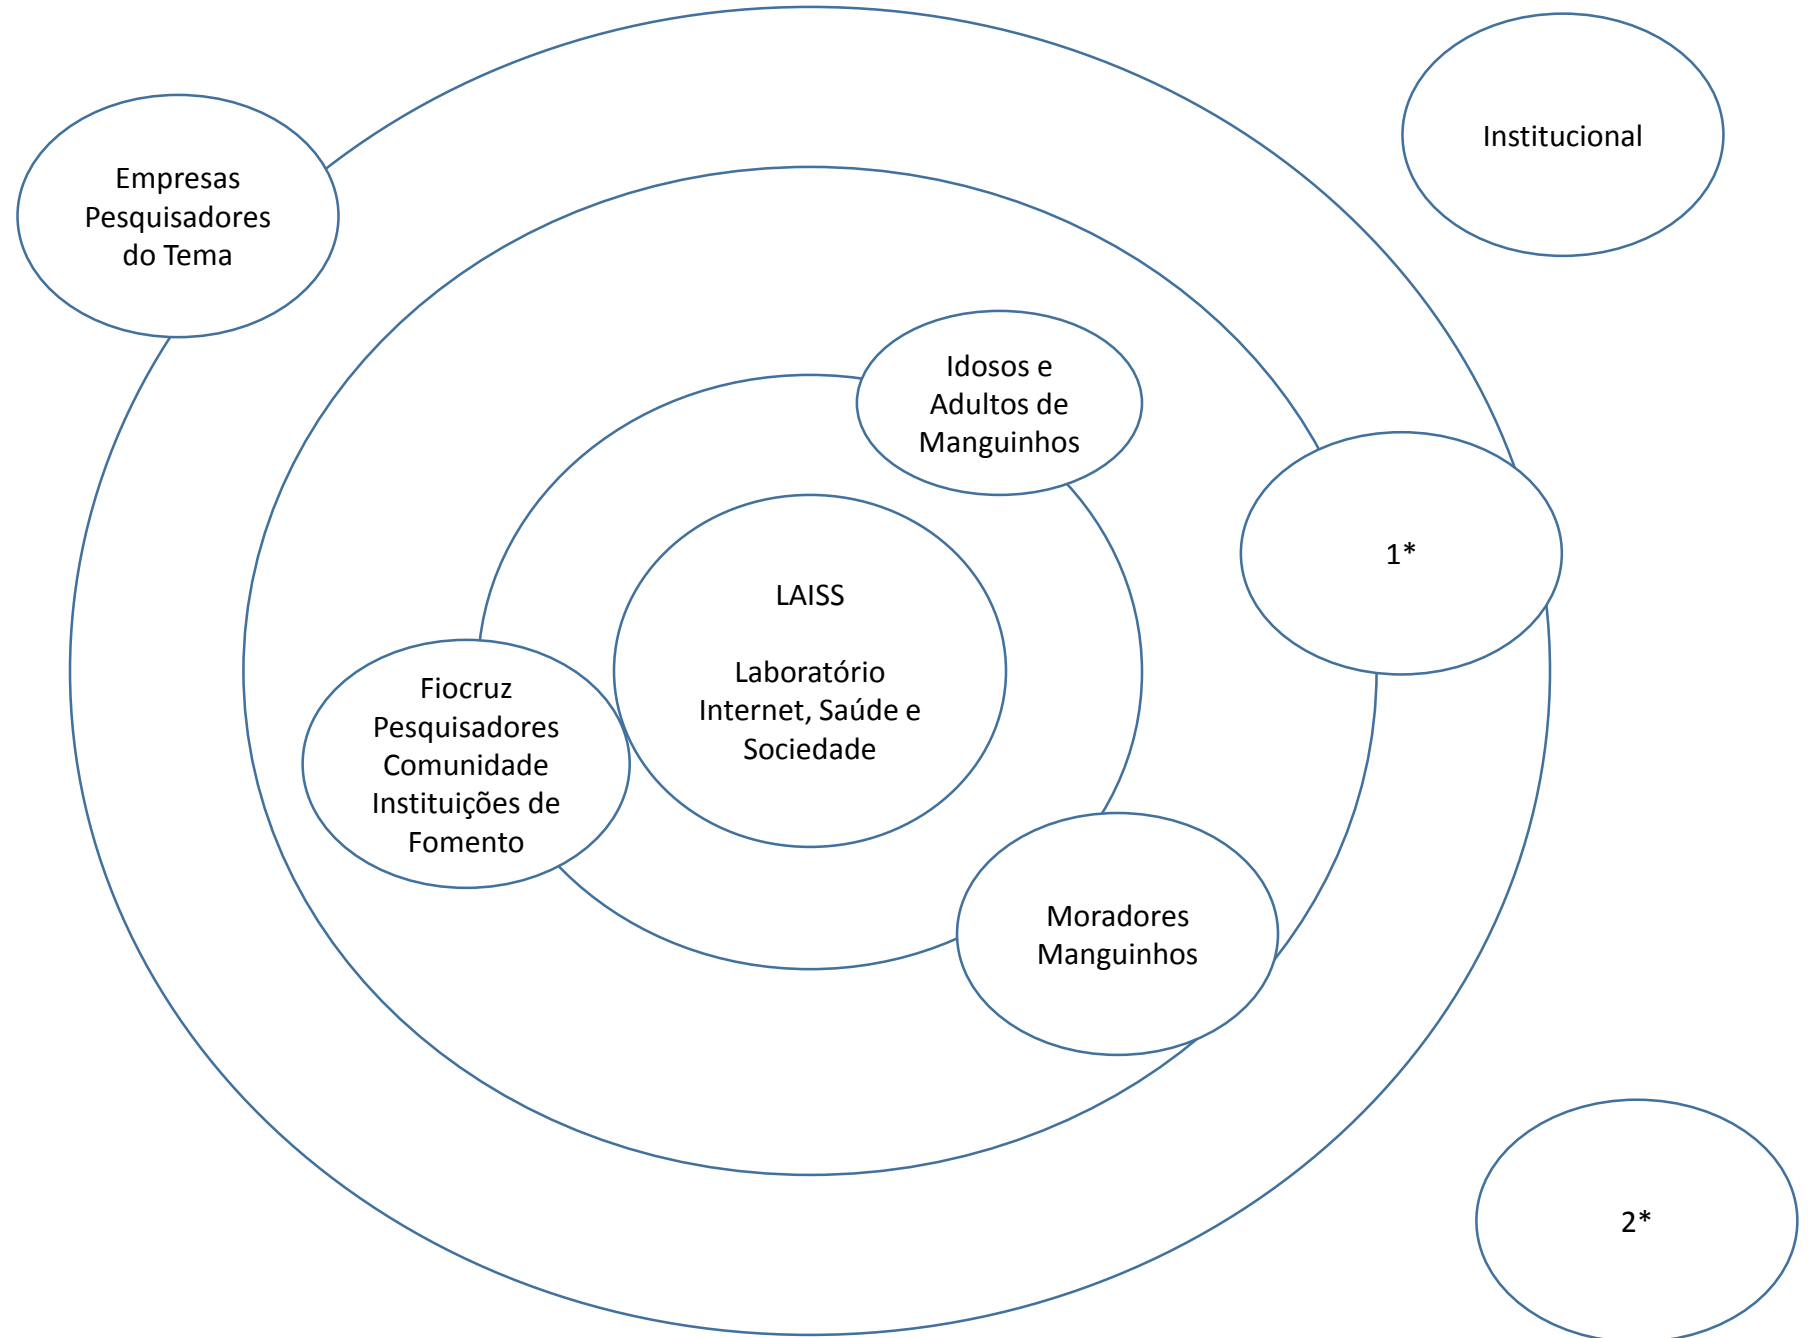 Institucional
Empresas
Pesquisadores
do Tema
Idosos e
Adultos de
Manguinhos
1*
LAISS
Laboratório
Internet, Saúde e
Sociedade
Fiocruz
Pesquisadores
Comunidade
Instituições de
Fomento
Moradores
Manguinhos
2*